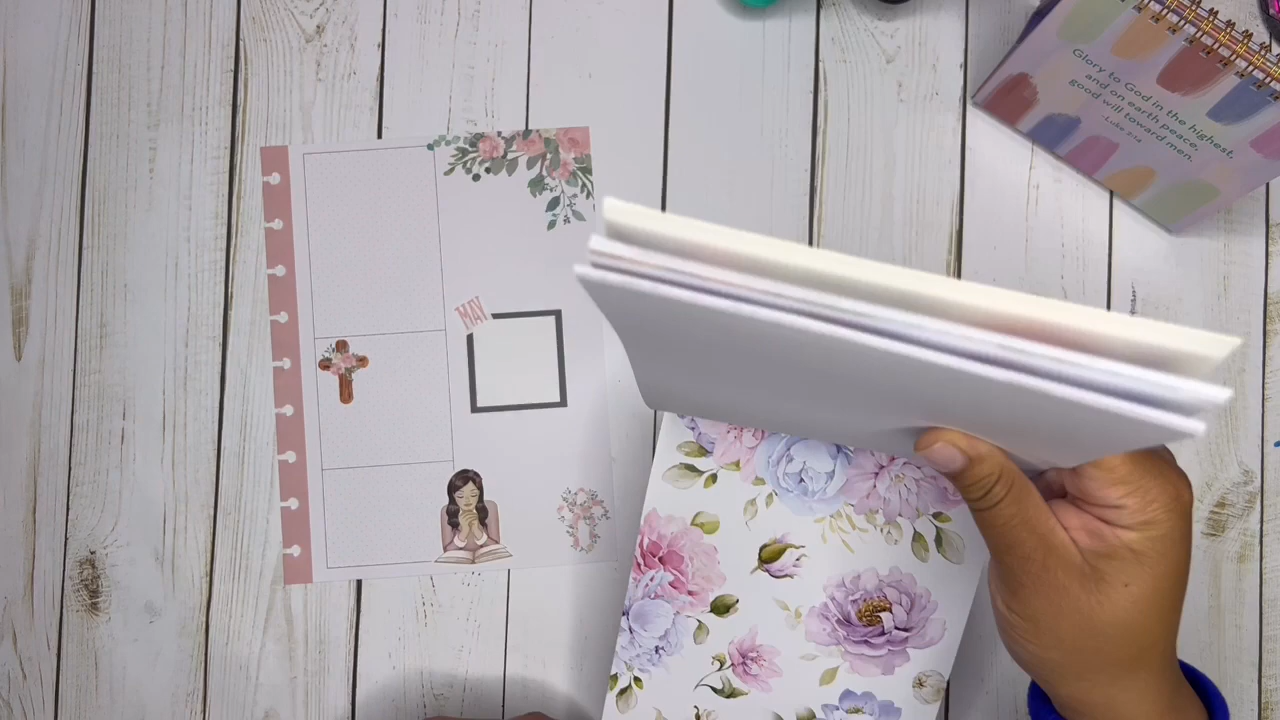 Glory to God in the highest,
and on earth peace,
good will toward men.
-Luke 2:14
MAY